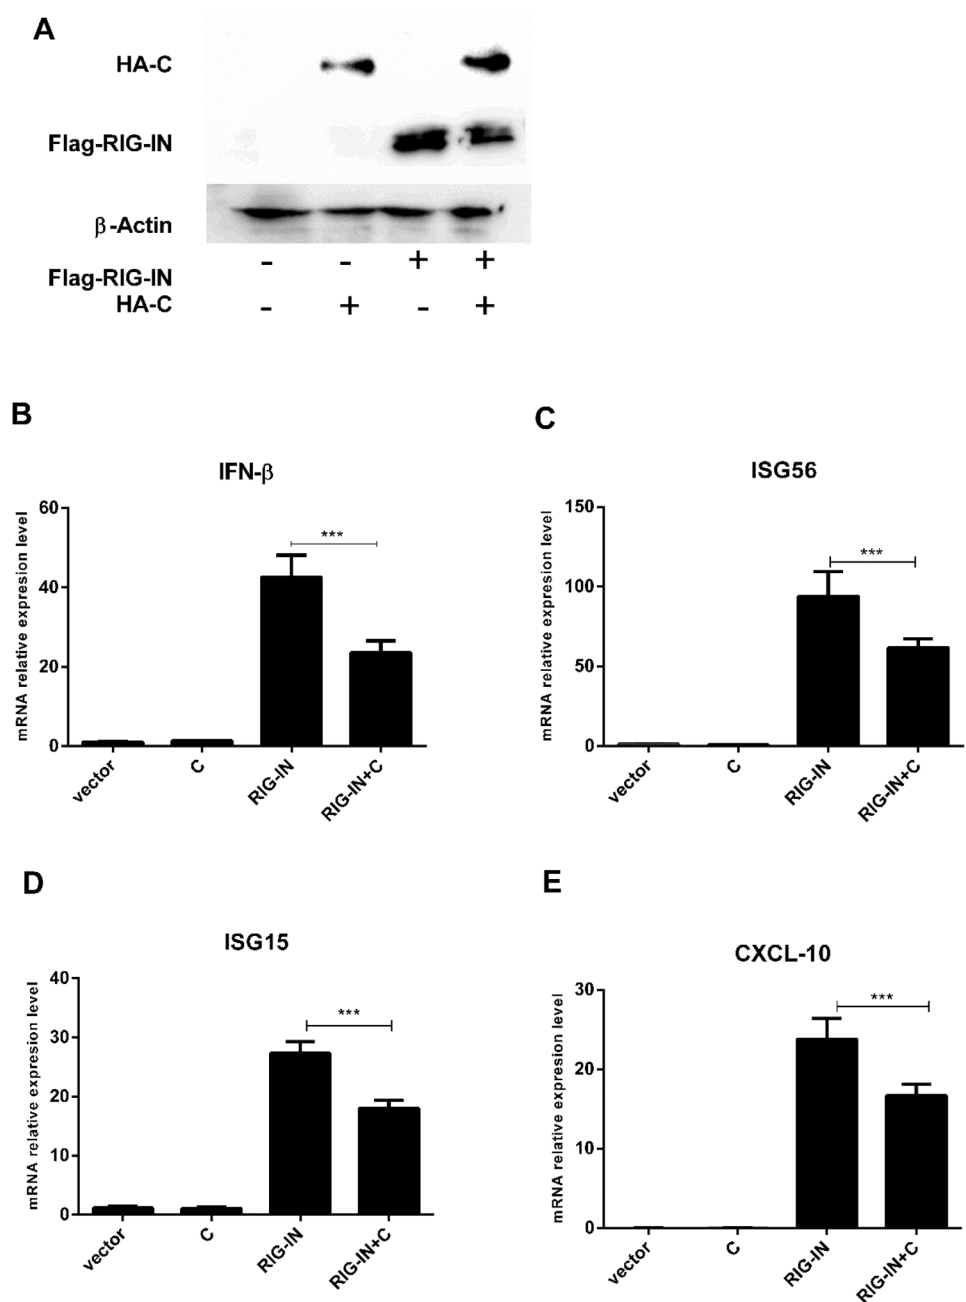 A
HA-C
Flag-RIG-IN
β-Actin
Flag-RIG-IN - - + +
HA-C - + - +
B
IFN-β
mRNA relative expresion level
60
40
20
0
***
vector C RIG-IN RIG-IN+C
C
ISG56
mRNA relative expresion level
150
100
50
0
***
vector C RIG-IN RIG-IN+C
D
ISG15
mRNA relative expresion level
40
30
20
10
0
***
vector C RIG-IN RIG-IN+C
E
CXCL-10
mRNA relative expresion level
30
20
10
0
***
vector C RIG-IN RIG-IN+C